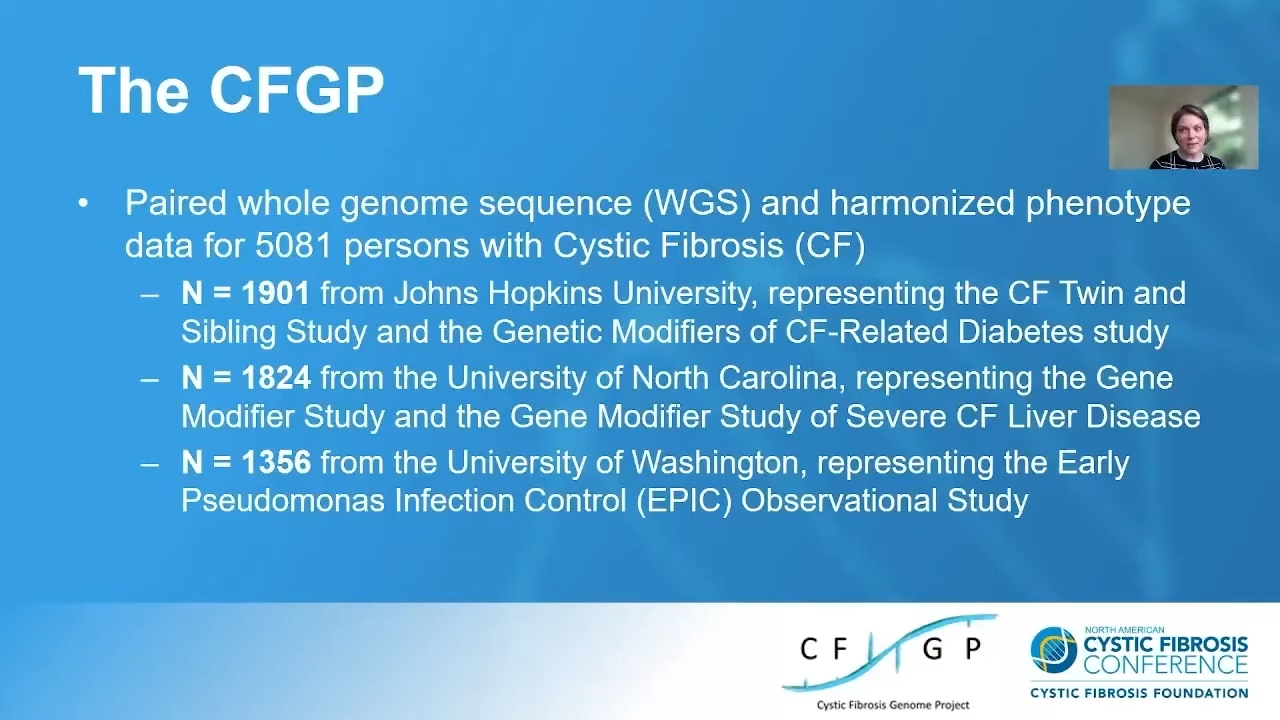 The CFGP
• Paired whole genome sequence (WGS) and harmonized phenotype
data for 5081 persons with Cystic Fibrosis (CF)
– N = 1901 from Johns Hopkins University, representing the CF Twin and
Sibling Study and the Genetic Modifiers of CF-Related Diabetes study
– N = 1824 from the University of North Carolina, representing the Gene
Modifier Study and the Gene Modifier Study of Severe CF Liver Disease
– N = 1356 from the University of Washington, representing the Early
Pseudomonas Infection Control (EPIC) Observational Study
C F G P
Cystic Fibrosis Genome Project
NORTH AMERICAN
CYSTIC FIBROSIS
CONFERENCE
CYSTIC FIBROSIS FOUNDATION